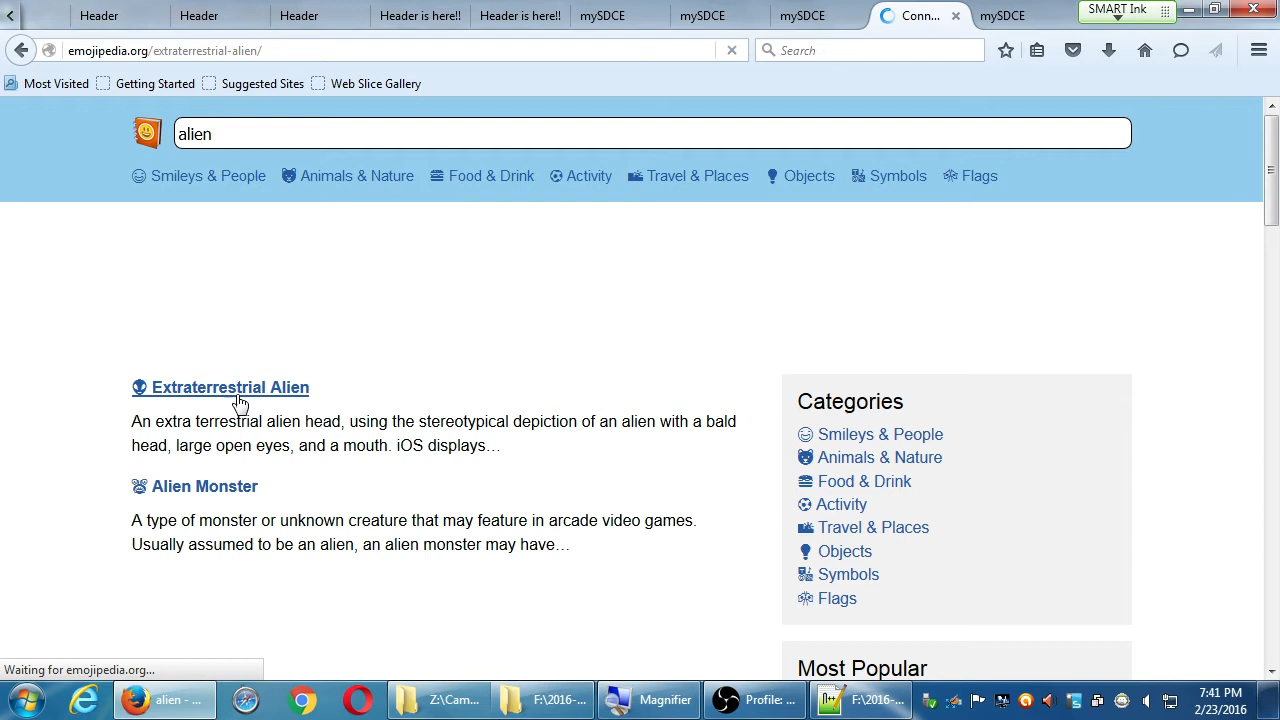 Header
Header
Header
Header is here!!
Header is here!!
mySDCE
mySDCE
mySDCE
Conn...
mySDCE
SMART Ink
emojipedia.org/extraterrestrial-alien/
Search
Most Visited
Getting Started
Suggested Sites
Web Slice Gallery
alien
Smileys & People
Animals & Nature
Food & Drink
Activity
Travel & Places
Objects
Symbols
Flags
Extraterrestrial Alien
An extra terrestrial alien head, using the stereotypical depiction of an alien with a bald
head, large open eyes, and a mouth. iOS displays…
Alien Monster
A type of monster or unknown creature that may feature in arcade video games.
Usually assumed to be an alien, an alien monster may have…
Categories
Smileys & People
Animals & Nature
Food & Drink
Activity
Travel & Places
Objects
Symbols
Flags
Most Popular
Waiting for emojipedia.org...
alien - ...
Z:\Cam...
F:\2016-...
Magnifier
Profile: ...
F:\2016-...
7:41 PM
2/23/2016